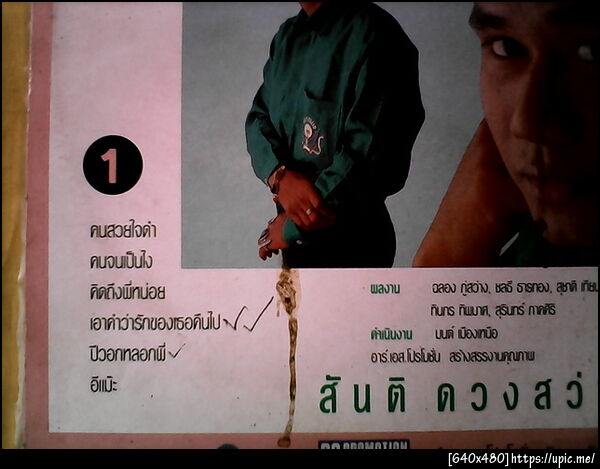 1
คนสวยใจดำ
คนจนเป็นไง
คิดถึงพี่หน่อย
เอาคำว่ารักของเธอคืนไป
ปีวอกหลอกพี่
อีแม๊ะ
ผลงาน ฉลอง ภู่สว่าง, ชลธี ธารทอง, สุชาติ เทียน
ทินกร ทิพมาศ, สุรินทร์ ภาคศิริ
ดำเนินงาน มนต์ เมืองเหนือ
อาร์.เอส.โปรโมชั่น สร้างสรรงานคุณภาพ
สันติ ดวงสว่
PROMOTION
[640x480]https://upic.me/